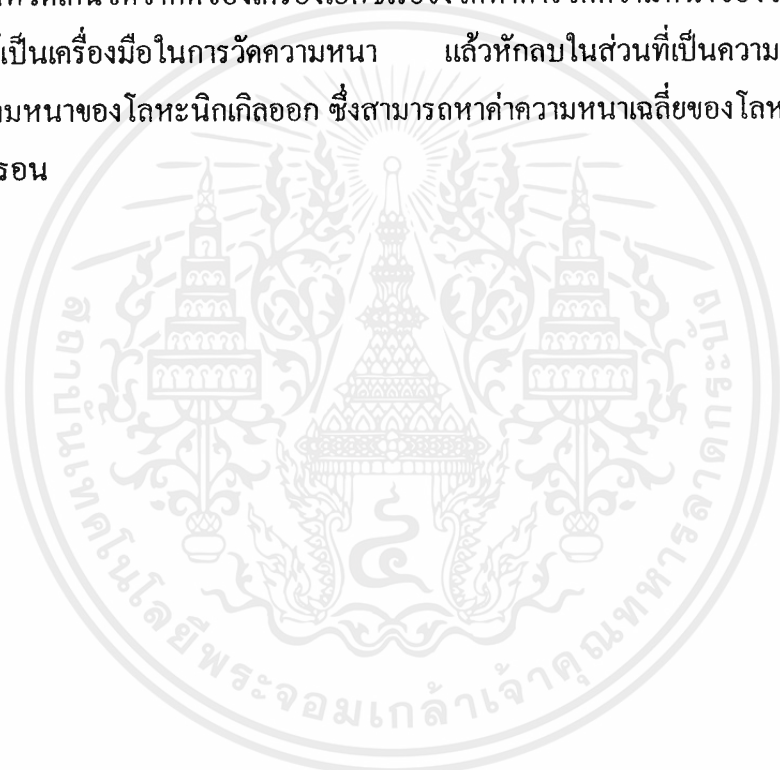 เป็นเครื่องมือในการวัดความหนา แล้วหักลบในส่วนที่เป็นความ
มหนาของโลหะนิกเกิลออก ซึ่งสามารถหาค่าความหนาเฉลี่ยของโลห
รอน
สถาบันเทคโนโลยีพระจอมเกล้าเจ้าคุณทหารลาดกระบัง